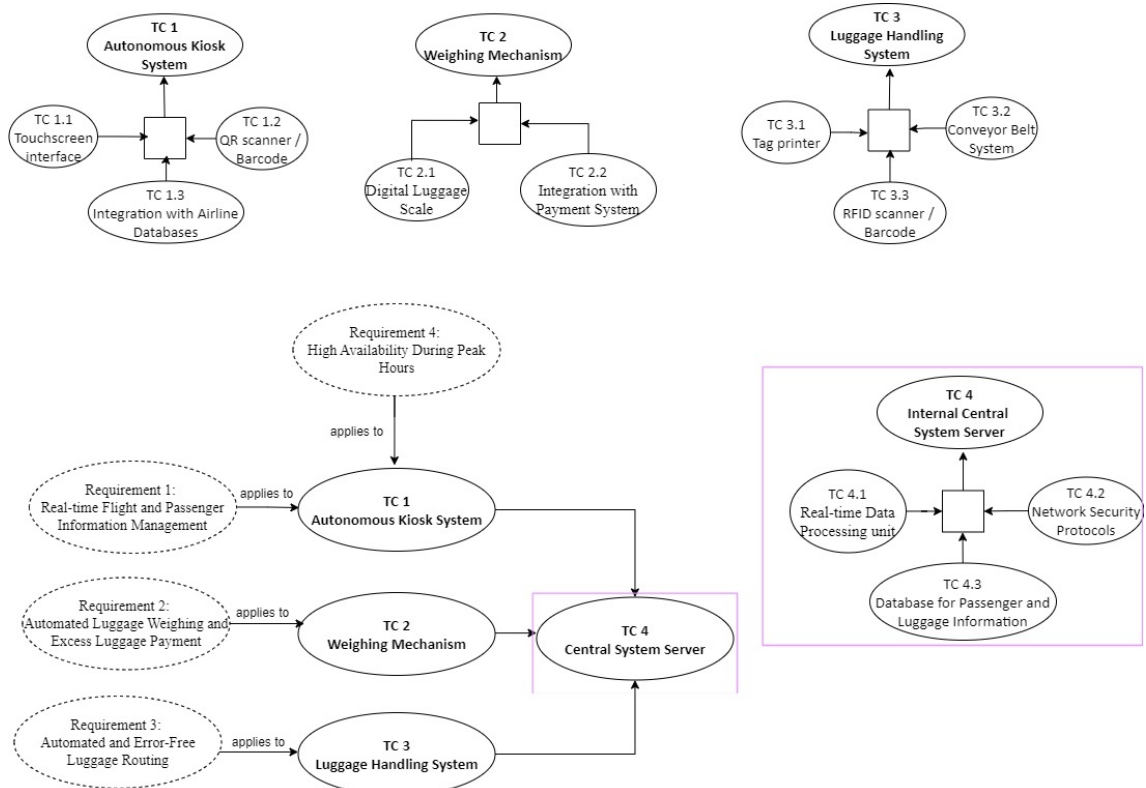 TC 1
Autonomous Kiosk
System
TC 1.1
Touchscreen
interface
TC 1.2
QR scanner /
Barcode
TC 1.3
Integration with Airline
Databases
TC 2
Weighing Mechanism
TC 2.1
Digital Luggage
Scale
TC 2.2
Integration with
Payment System
TC 3
Luggage Handling
System
TC 3.1
Tag printer
TC 3.2
Conveyor Belt
System
TC 3.3
RFID scanner /
Barcode
Requirement 4:
High Availability During Peak
Hours
applies to
Requirement 1:
Real-time Flight and Passenger
Information Management
applies to
TC 1
Autonomous Kiosk System
Requirement 2:
Automated Luggage Weighing and
Excess Luggage Payment
applies to
TC 2
Weighing Mechanism
TC 4
Central System Server
Requirement 3:
Automated and Error-Free
Luggage Routing
applies to
TC 3
Luggage Handling System
TC 4
Internal Central
System Server
TC 4.1
Real-time Data
Processing unit
TC 4.2
Network Security
Protocols
TC 4.3
Database for Passenger and
Luggage Information